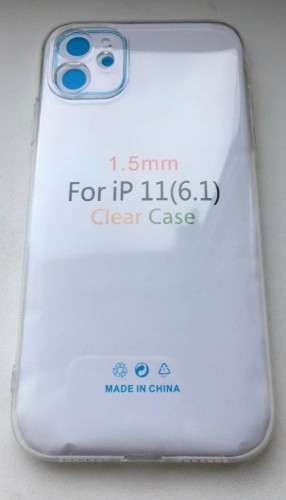 1.5mm
For iP 11(6.1)
Clear Case
MADE IN CHINA